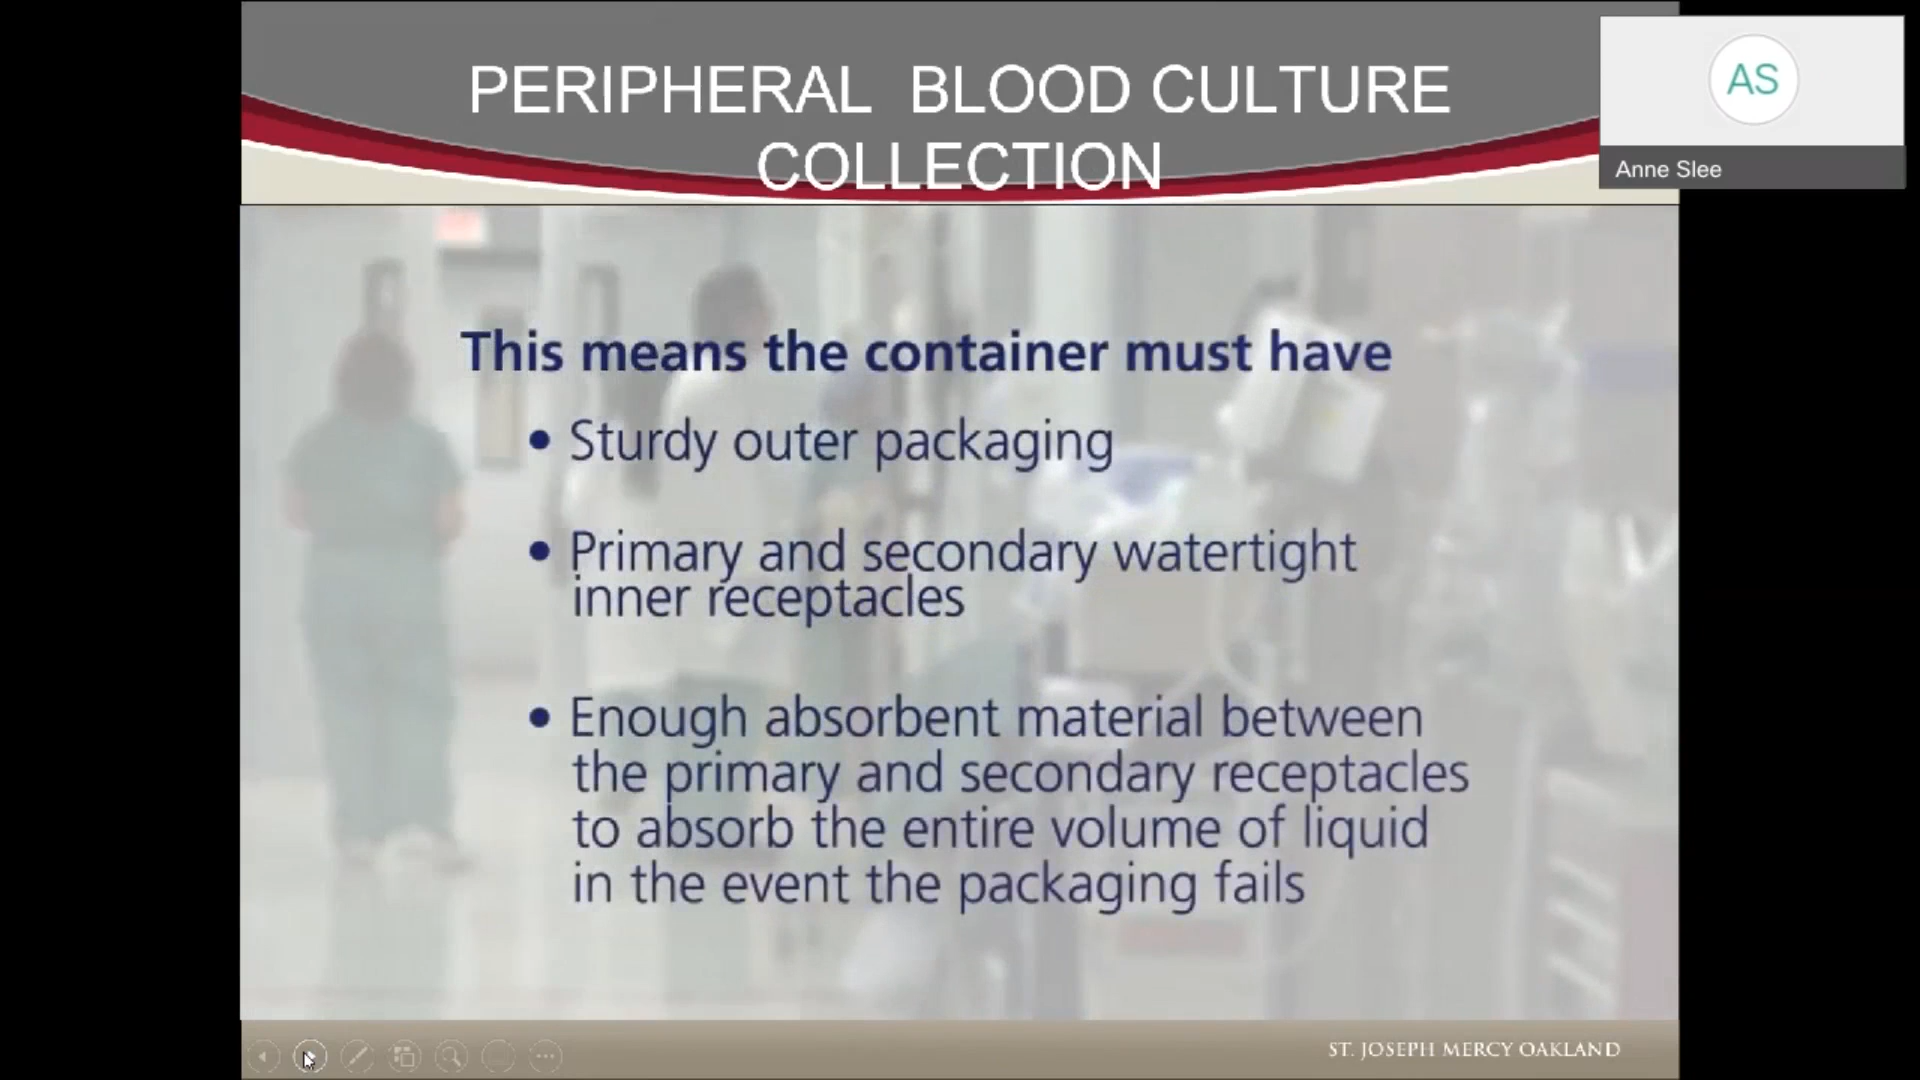 PERIPHERAL BLOOD CULTURE
COLLECTION
AS
Anne Slee
This means the container must have
• Sturdy outer packaging
• Primary and secondary watertight
inner receptacles
• Enough absorbent material between
the primary and secondary receptacles
to absorb the entire volume of liquid
in the event the packaging fails
ST. JOSEPH MERCY OAKLAND